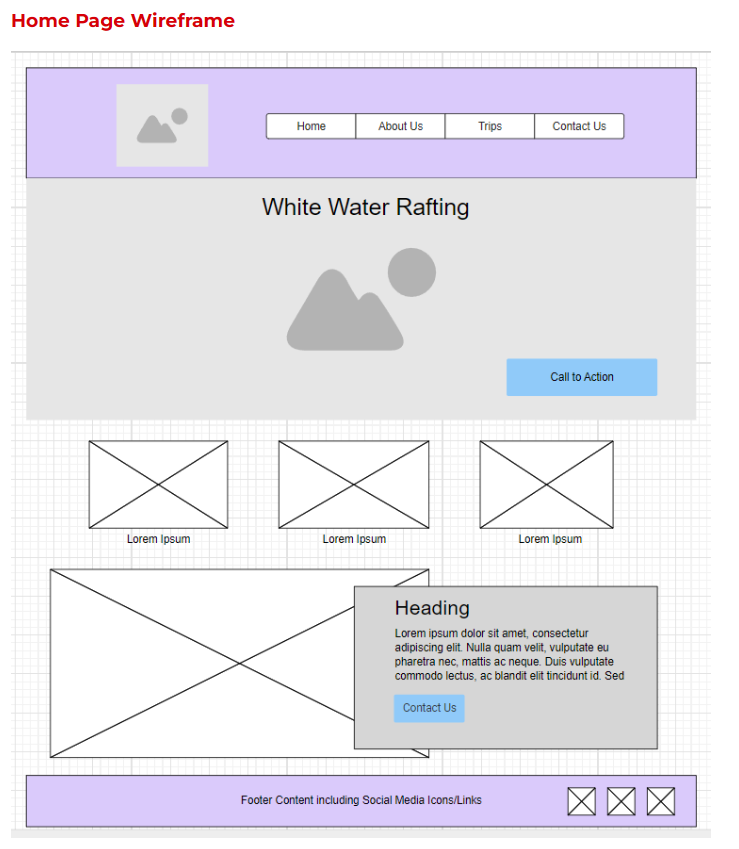 Home Page Wireframe
Home About Us Trips Contact Us
White Water Rafting
Call to Action
Lorem Ipsum Lorem Ipsum Lorem Ipsum
Heading
Lorem ipsum dolor sit amet, consectetur
adipiscing elit. Nulla quam velit, vulputate eu
pharetra nec, mattis ac neque. Duis vulputate
commodo lectus, ac blandit elit tincidunt id. Sed
Contact Us
Footer Content including Social Media Icons/Links